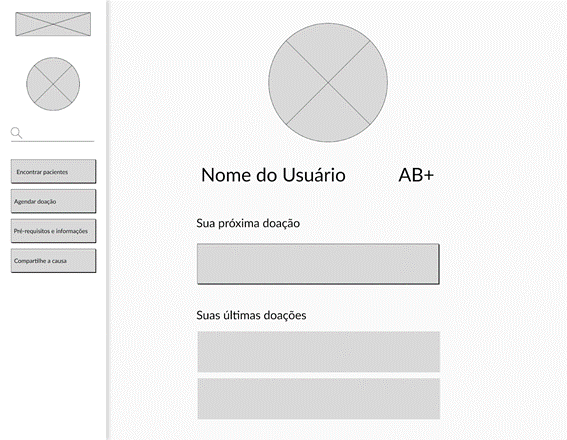 Encontrar pacientes
Agendar doação
Pré-requisitos e informações
Compartilhe a causa
Nome do Usuário
AB+
Sua próxima doação
Suas últimas doações